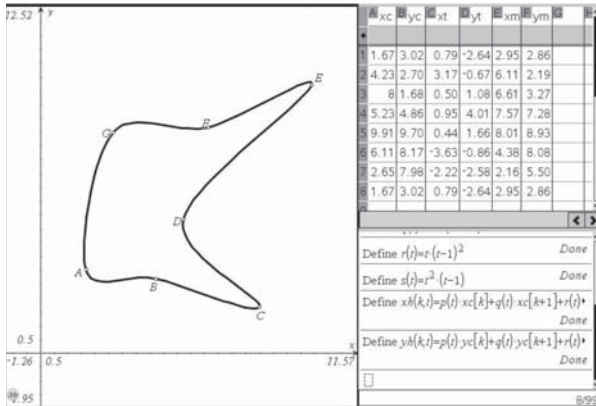 12.52
y
E
E
G
D
A
B
C
0.5
x
-1.26
0.5
11.57
A xc B yc C xt D yt E xm F ym G
1 1.67 3.02 0.79 -2.64 2.95 2.86
2 4.23 2.70 3.17 -0.67 6.11 2.19
3 8 1.68 0.50 1.08 6.61 3.27
4 5.23 4.86 0.95 4.01 7.57 7.28
5 9.91 9.70 0.44 1.66 8.01 8.93
6 6.11 8.17 -3.63 -0.86 4.38 8.08
7 2.65 7.98 -2.22 -2.58 2.16 5.50
8 1.67 3.02 0.79 -2.64 2.95 2.86
Define r(t)=t·(t-1)²
Done
Define s(t)=t²·(t-1)
Done
Define xh(k,t)=p(t)·xc[k]+q(t)·xc[k+1]+r(t)
Done
Define yh(k,t)=p(t)·yc[k]+q(t)·yc[k+1]+r(t)
Done
8/99